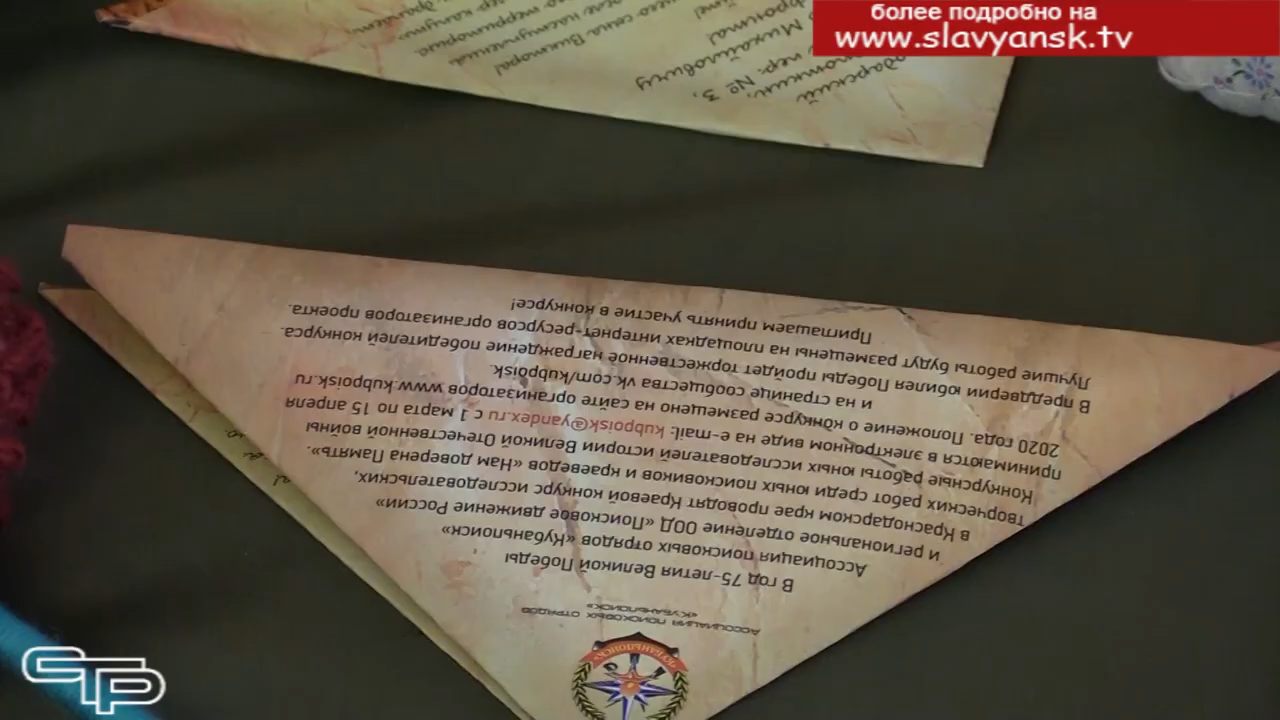 более подробно на
www.slavyansk.tv
№ 3,
Михайловичу
«КУБАНЬПОИСК»
АССОЦИАЦИЯ ПОИСКОВЫХ ОТРЯДОВ
«КУБАНЬПОИСК»
В год 75-летия Великой Победы
Ассоциация поисковых отрядов «Кубаньпоиск»
и региональное отделение ООД «Поисковое движение России»
в Краснодарском крае проводят Краевой конкурс исследовательских,
творческих работ среди юных поисковиков и краеведов «Нам доверена Память».
Конкурсные работы юных исследователей истории Великой Отечественной войны
принимаются в электронном виде на e-mail: kubpoisk@yandex.ru с 1 марта по 15 апреля
2020 года. Положение о конкурсе размещено на сайте организаторов www.kubpoisk.ru
и на странице сообщества vk.com/kubpoisk.
В преддверии юбилея Победы пройдет торжественное награждение победителей конкурса.
Лучшие работы будут размещены на площадках интернет-ресурсов организаторов проекта.
Приглашаем принять участие в конкурсе!
СТР